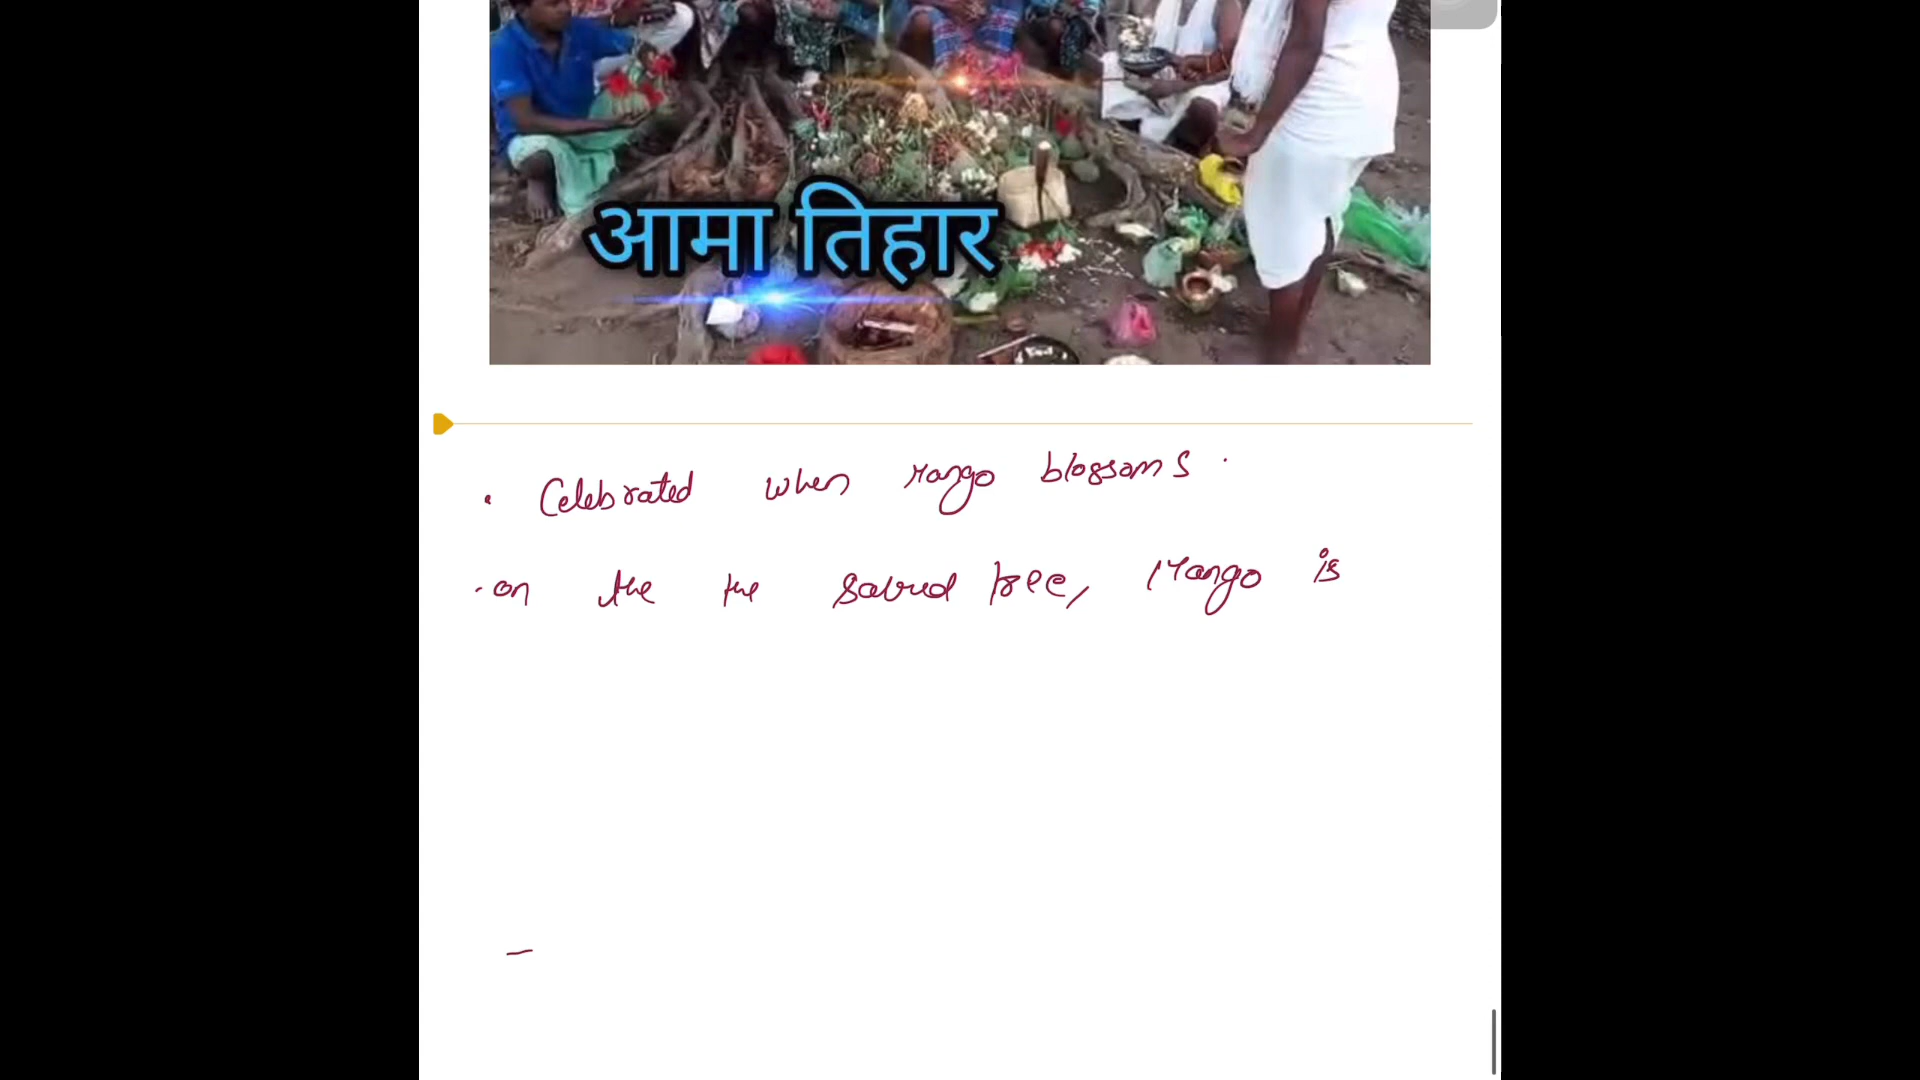 आमा तिहार
• Celebrated when Mango blossoms.
• on the the Sacred tree, Mango is
–